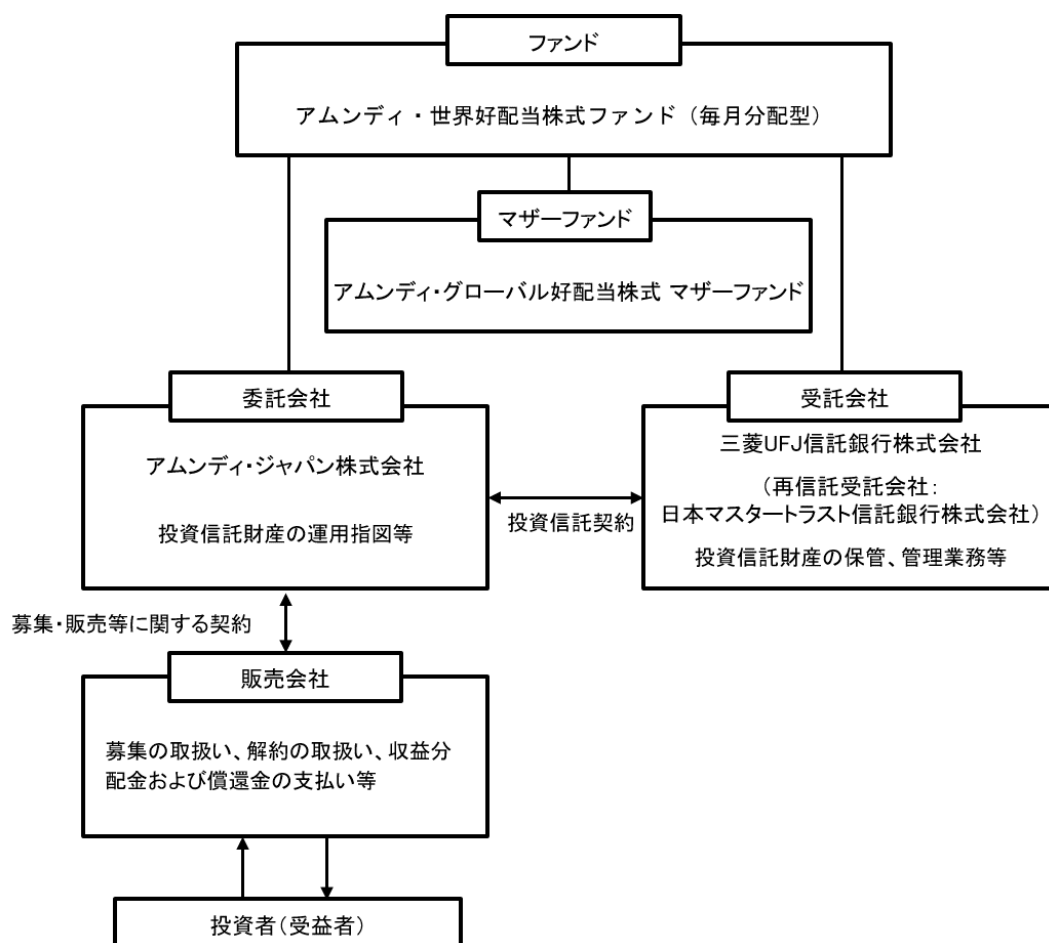 ファンド
アムンディ・世界好配当株式ファンド（毎月分配型）
マザーファンド
アムンディ・グローバル好配当株式 マザーファンド
委託会社
アムンディ・ジャパン株式会社
投資信託財産の運用指図等
投資信託契約
受託会社
三菱UFJ信託銀行株式会社
（再信託受託会社：
日本マスタートラスト信託銀行株式会社）
投資信託財産の保管、管理業務等
募集・販売等に関する契約
販売会社
募集の取扱い、解約の取扱い、収益分
配金および償還金の支払い等
投資者（受益者）